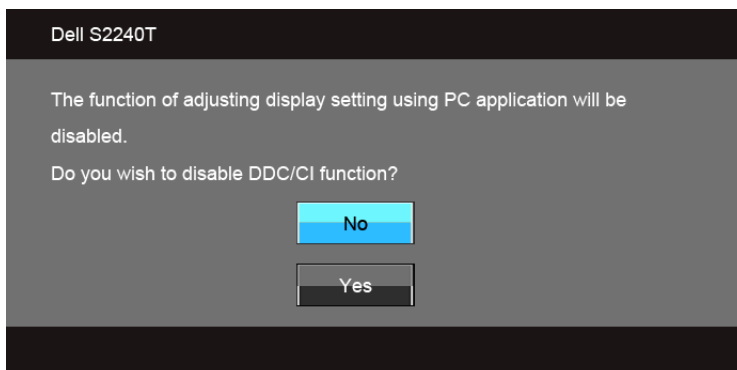 Dell S2240T
The function of adjusting display setting using PC application will be
disabled.
Do you wish to disable DDC/CI function?
No
Yes